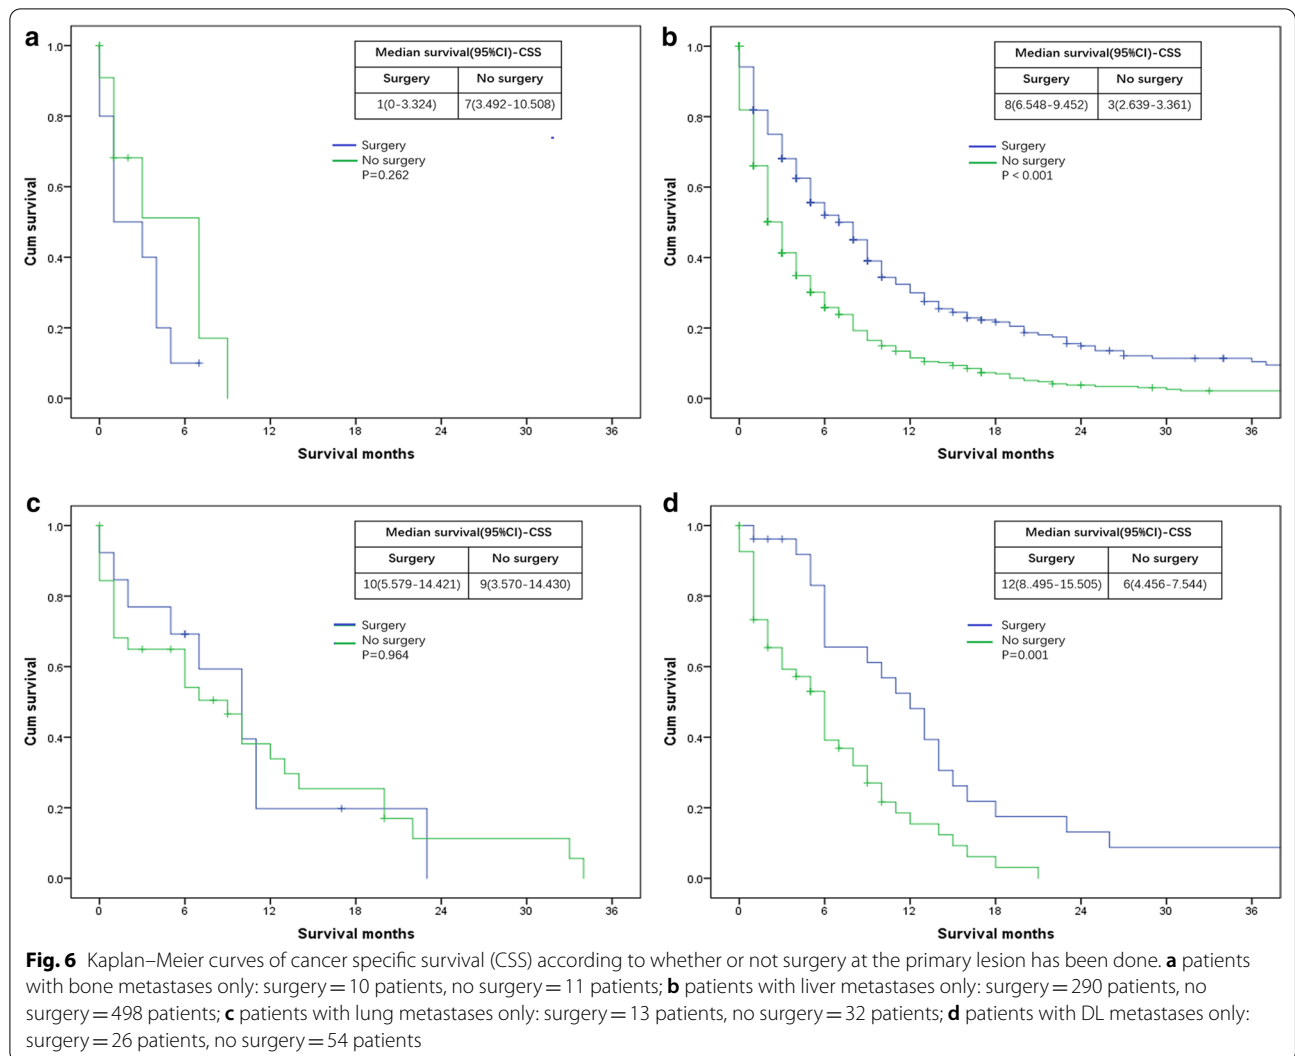 a
Median survival(95%CI)-CSS
Surgery No surgery
1(0-3.324) 7(3.492-10.508)
Surgery
No surgery
P=0.262
Cum survival
1.0
0.8
0.6
0.4
0.2
0.0
0 6 12 18 24 30 36
Survival months
b
Median survival(95%CI)-CSS
Surgery No surgery
8(6.548-9.452) 3(2.639-3.361)
Surgery
No surgery
P < 0.001
Cum survival
1.0
0.8
0.6
0.4
0.2
0.0
0 6 12 18 24 30 36
Survival months
c
Median survival(95%CI)-CSS
Surgery No surgery
10(5.579-14.421) 9(3.570-14.430)
Surgery
No surgery
P=0.964
Cum survival
1.0
0.8
0.6
0.4
0.2
0.0
0 6 12 18 24 30 36
Survival months
d
Median survival(95%CI)-CSS
Surgery No surgery
12(8..495-15.505) 6(4.456-7.544)
Surgery
No surgery
P=0.001
Cum survival
1.0
0.8
0.6
0.4
0.2
0.0
0 6 12 18 24 30 36
Survival months
Fig. 6 Kaplan–Meier curves of cancer specific survival (CSS) according to whether or not surgery at the primary lesion has been done. a patients
with bone metastases only: surgery = 10 patients, no surgery = 11 patients; b patients with liver metastases only: surgery = 290 patients, no
surgery = 498 patients; c patients with lung metastases only: surgery = 13 patients, no surgery = 32 patients; d patients with DL metastases only:
surgery = 26 patients, no surgery = 54 patients